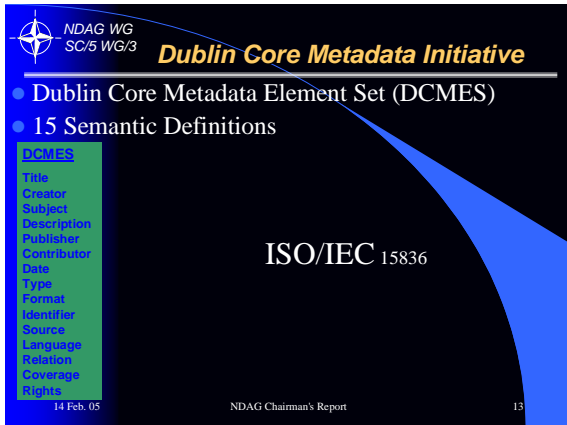 NDAG WG
SC/5 WG/3
Dublin Core Metadata Initiative
Dublin Core Metadata Element Set (DCMES)
15 Semantic Definitions
DCMES
Title
Creator
Subject
Description
Publisher
Contributor
Date
Type
Format
Identifier
Source
Language
Relation
Coverage
Rights
ISO/IEC 15836
14 Feb. 05
NDAG Chairman's Report
13